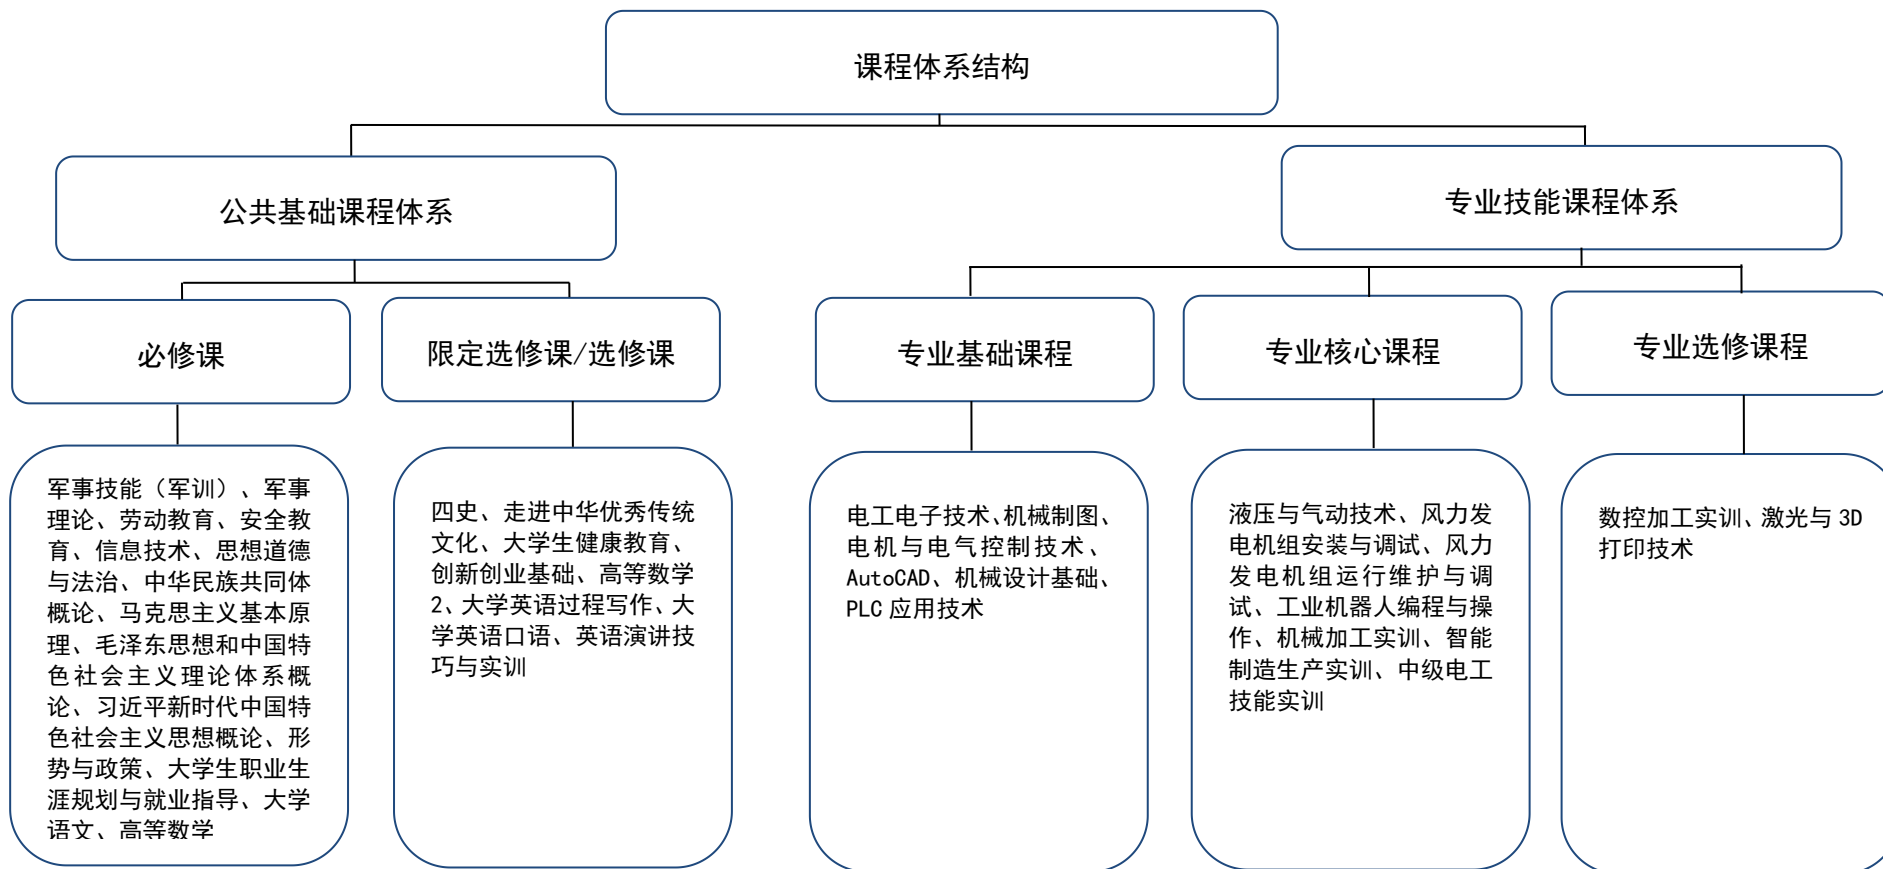 课程体系结构
公共基础课程体系
专业技能课程体系
必修课
限定选修课/选修课
专业基础课程
专业核心课程
专业选修课程
军事技能（军训）、军事
理论、劳动教育、安全教
育、信息技术、思想道德
与法治、中华民族共同体
概论、马克思主义基本原
理、毛泽东思想和中国特
色社会主义理论体系概
论、习近平新时代中国特
色社会主义思想概论、形
势与政策、大学生职业生
涯规划与就业指导、大学
语文、高等数学
四史、走进中华优秀传统
文化、大学生健康教育、
创新创业基础、高等数学
2、大学英语过程写作、大
学英语口语、英语演讲技
巧与实训
电工电子技术、机械制图、
电机与电气控制技术、
AutoCAD、机械设计基础、
PLC 应用技术
液压与气动技术、风力发
电机组安装与调试、风力
发电机组运行维护与调
试、工业机器人编程与操
作、机械加工实训、智能
制造生产实训、中级电工
技能实训
数控加工实训、激光与 3D
打印技术